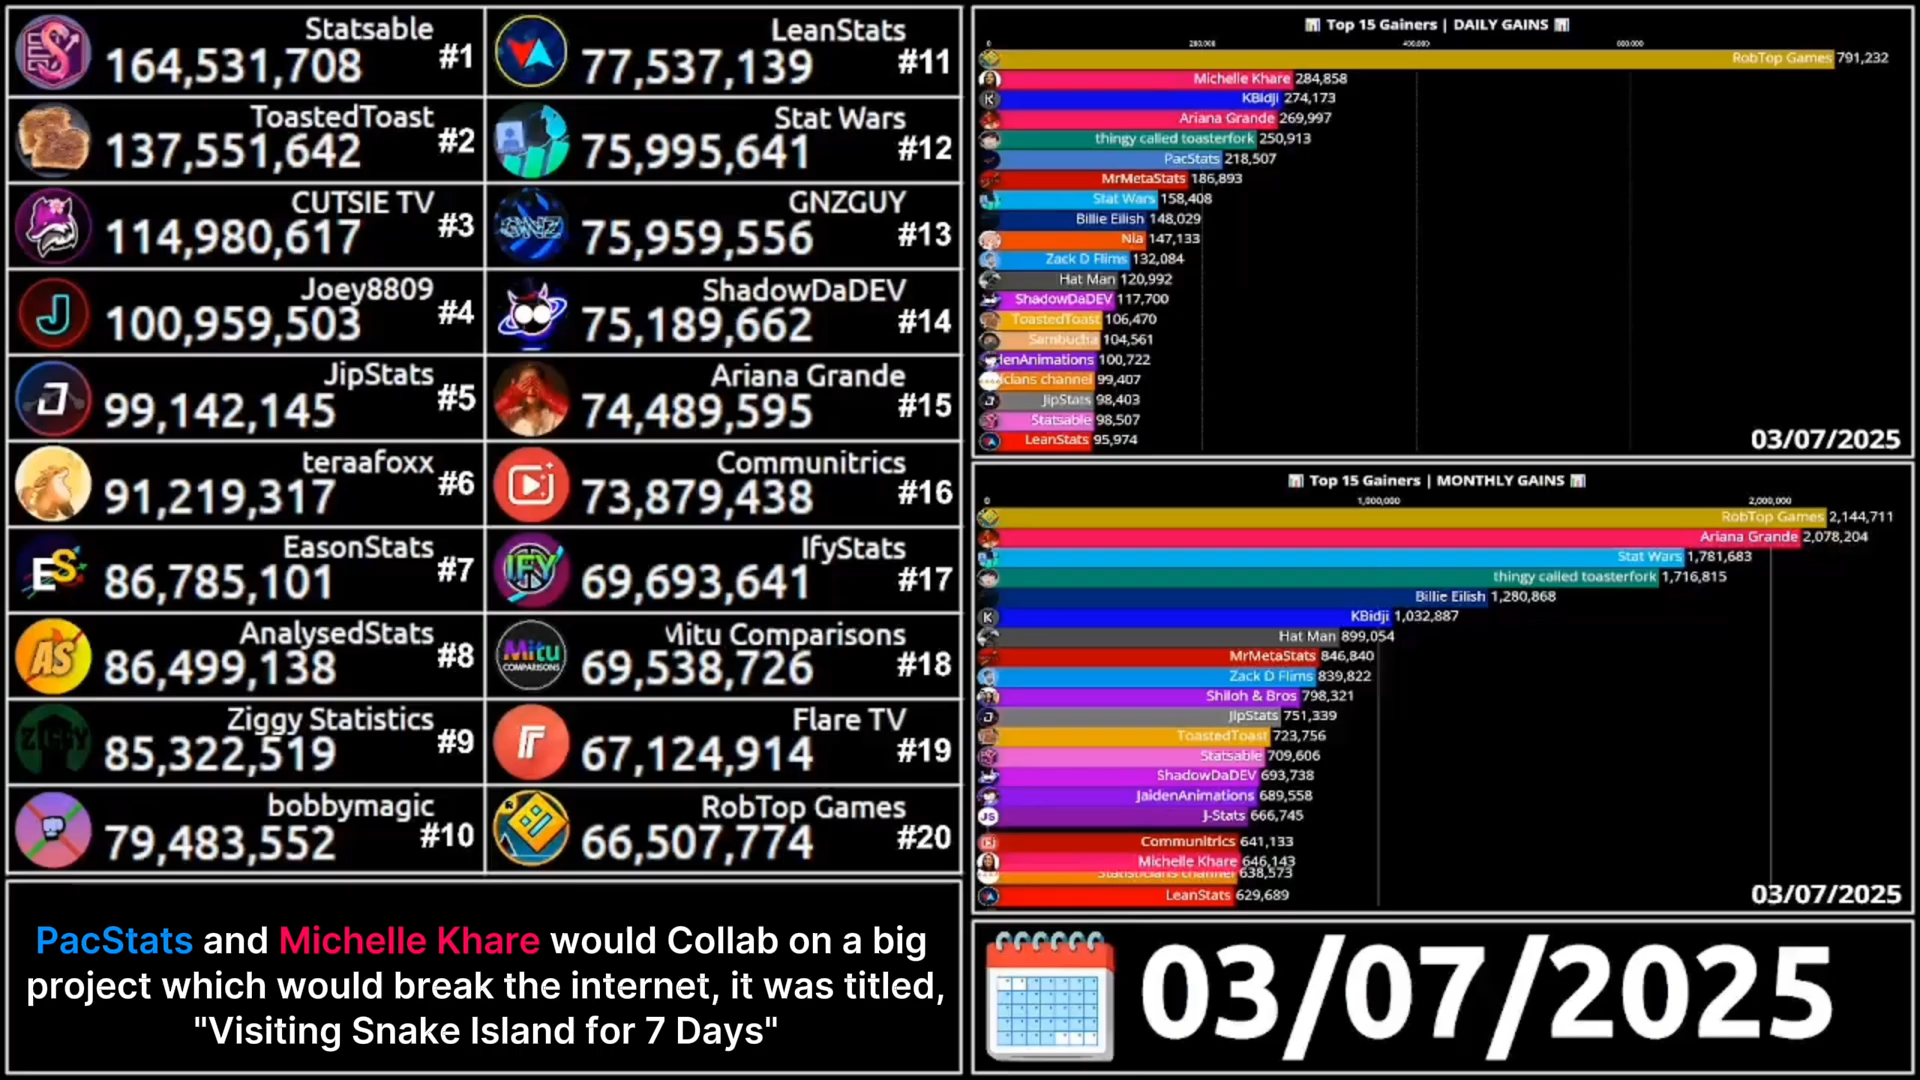 Statsable
164,531,708 #1
ToastedToast
137,551,642 #2
CUTSIE TV
114,980,617 #3
Joey8809
100,959,503 #4
JipStats
99,142,145 #5
teraafoxx
91,219,317 #6
EasonStats
86,785,101 #7
AnalysedStats
86,499,138 #8
Ziggy Statistics
85,322,519 #9
bobbymagic
79,483,552 #10
LeanStats
77,537,139 #11
Stat Wars
75,995,641 #12
GNZGUY
75,959,556 #13
ShadowDaDEV
75,189,662 #14
Ariana Grande
74,489,595 #15
Communitrics
73,879,438 #16
IfyStats
69,693,641 #17
Mitu Comparisons
69,538,726 #18
Flare TV
67,124,914 #19
RobTop Games
66,507,774 #20
PacStats and Michelle Khare would Collab on a big
project which would break the internet, it was titled,
"Visiting Snake Island for 7 Days"
Top 15 Gainers | DAILY GAINS
0 200,000 400,000 600,000
RobTop Games 791,232
Michelle Khare 284,858
KBidji 274,173
Ariana Grande 269,997
thingy called toasterfork 250,913
PacStats 218,507
MrMetaStats 186,893
Stat Wars 158,408
Billie Eilish 148,029
Nia 147,133
Zack D Films 132,084
Hat Man 120,992
ShadowDaDEV 117,700
ToastedToast 106,470
Sambucha 104,561
denAnimations 100,722
icians channel 99,407
JipStats 98,403
Statsable 98,507
LeanStats 95,974
03/07/2025
Top 15 Gainers | MONTHLY GAINS
0 1,000,000 2,000,000
RobTop Games 2,144,711
Ariana Grande 2,078,204
Stat Wars 1,781,683
thingy called toasterfork 1,716,815
Billie Eilish 1,280,868
KBidji 1,032,887
Hat Man 899,054
MrMetaStats 846,840
Zack D Films 839,822
Shiloh & Bros 798,321
JipStats 751,339
ToastedToast 723,756
Statsable 709,606
ShadowDaDEV 693,738
JaidenAnimations 689,558
J-Stats 666,745
Communitrics 641,133
Michelle Khare 646,143
Statisticians channel 638,573
LeanStats 629,689
03/07/2025
03/07/2025